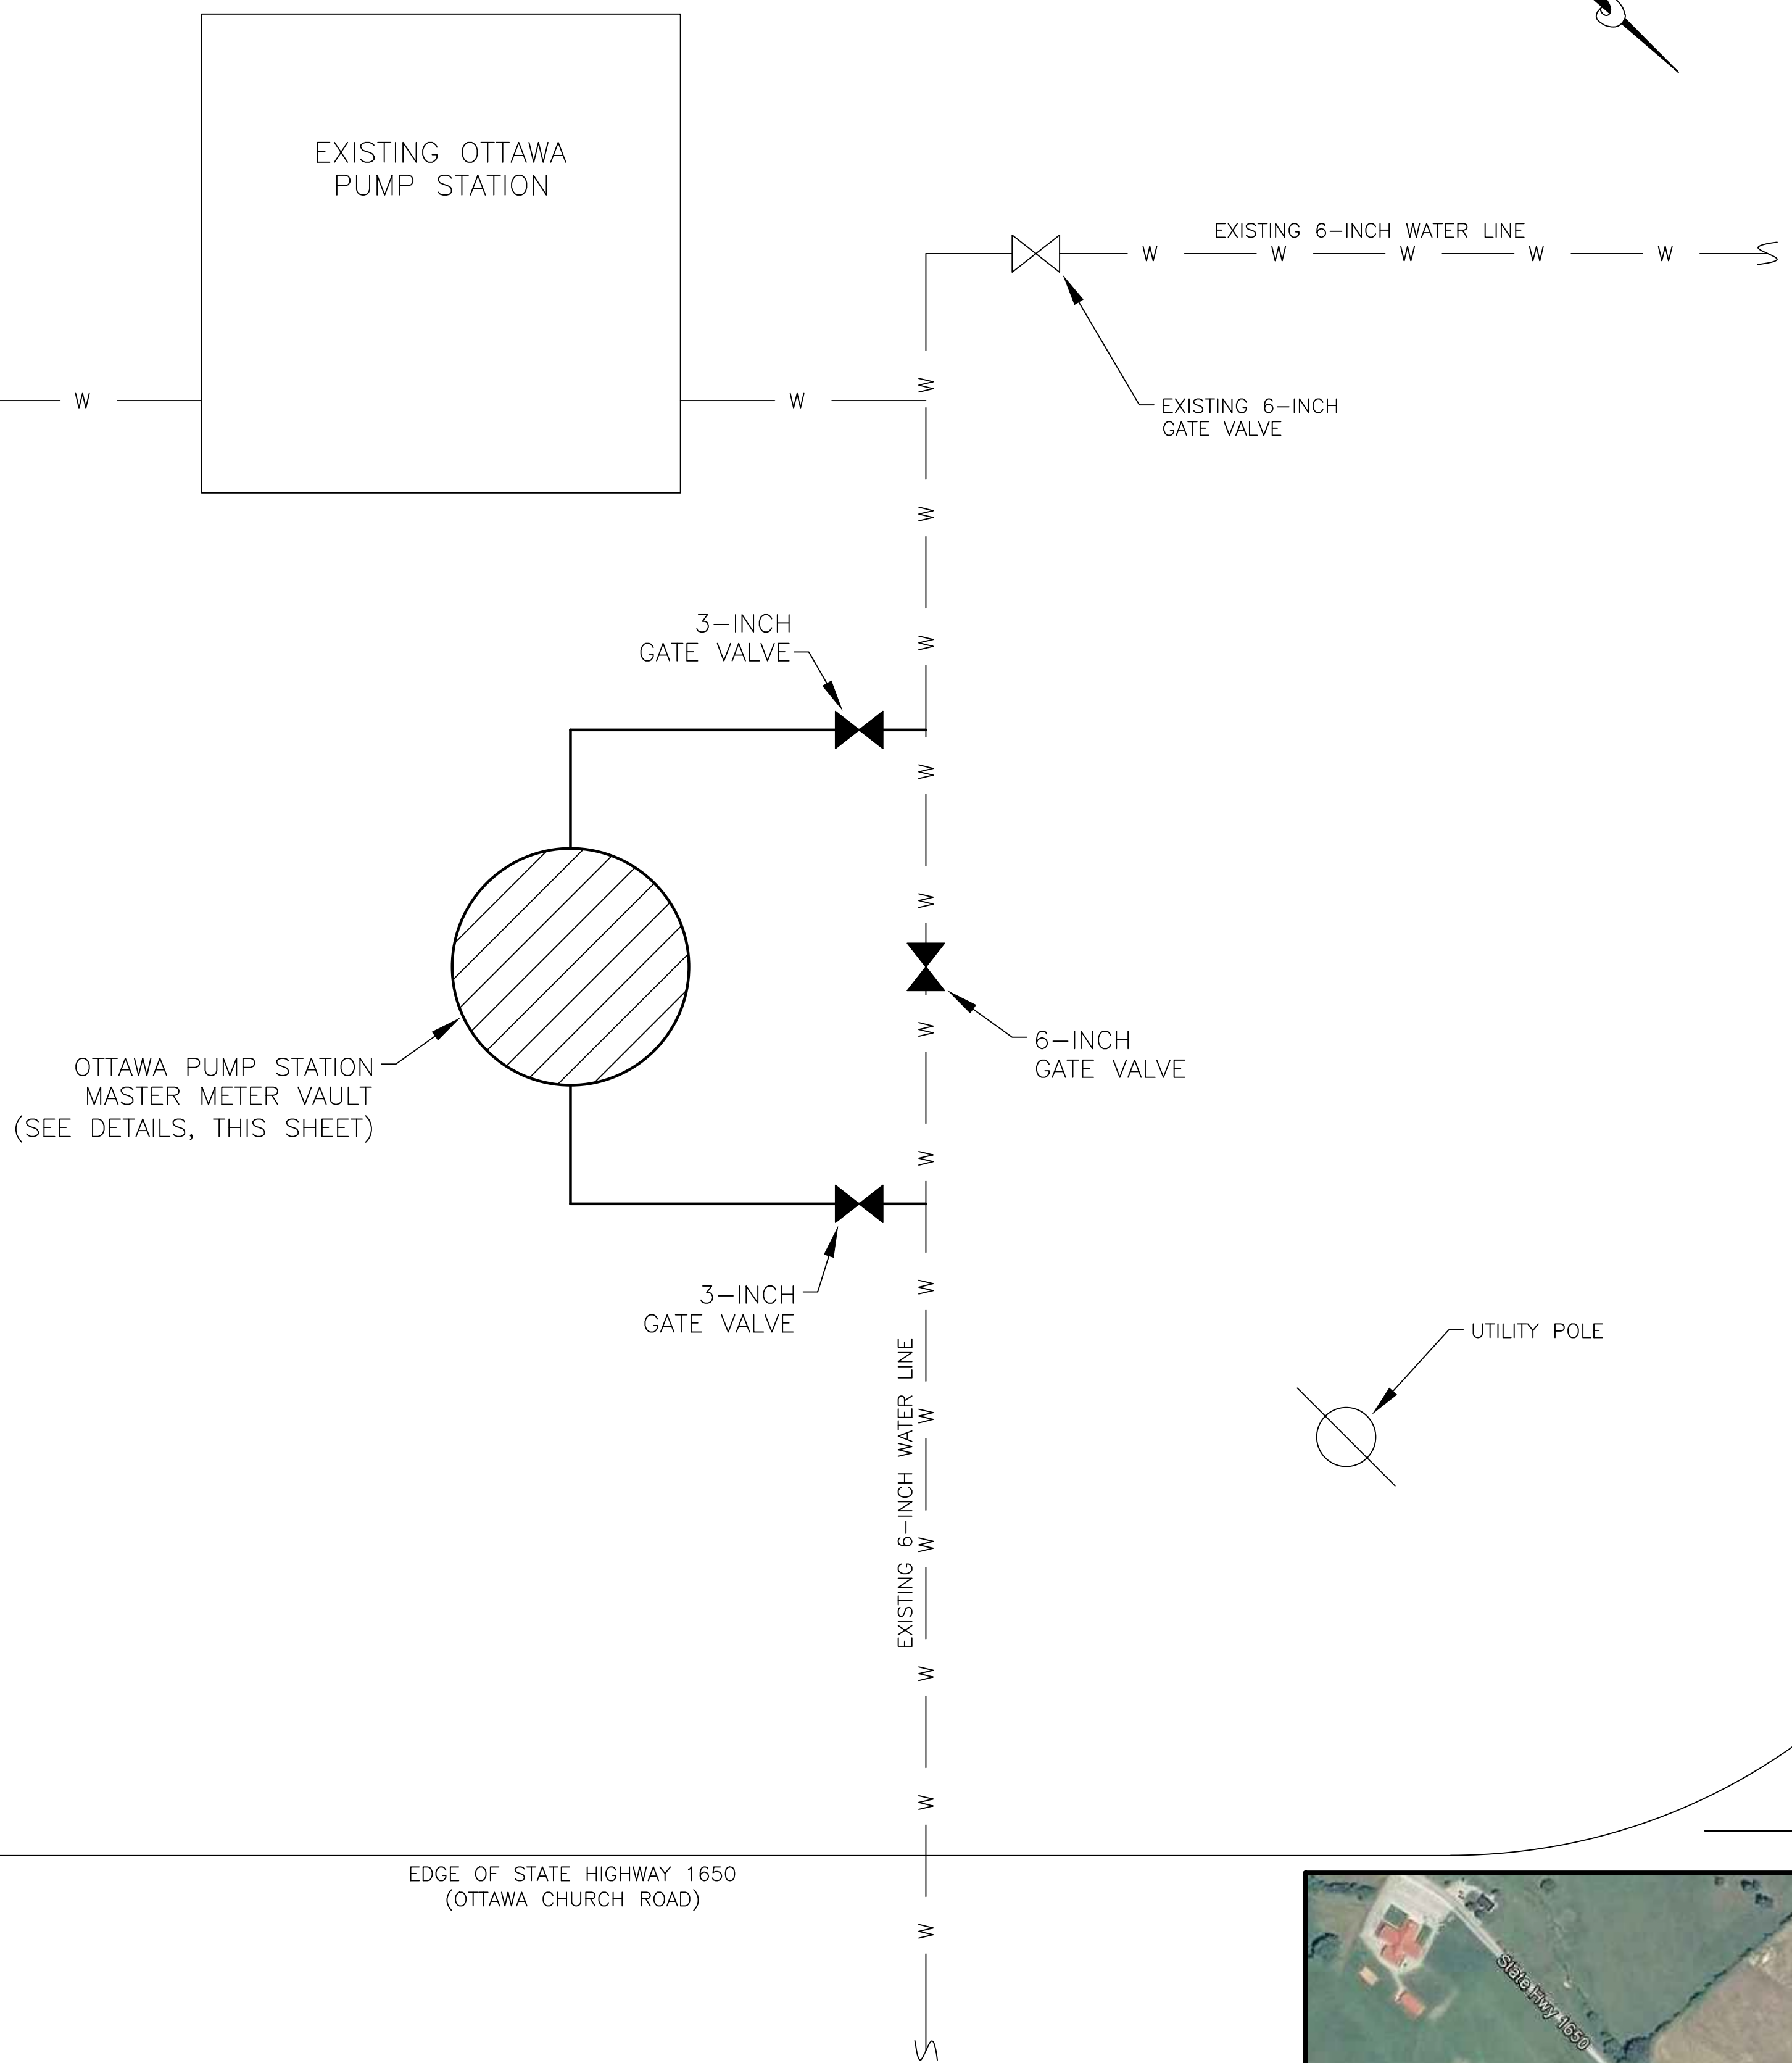 EXISTING OTTAWA
PUMP STATION
EXISTING 6-INCH WATER LINE
W W W W W
W W
W
EXISTING 6-INCH
GATE VALVE
W
3-INCH
GATE VALVE
W
W
W
OTTAWA PUMP STATION
MASTER METER VAULT
(SEE DETAILS, THIS SHEET)
W
6-INCH
GATE VALVE
W
3-INCH
GATE VALVE
W
UTILITY POLE
EXISTING 6-INCH WATER LINE
W
W
W
W
EDGE OF STATE HIGHWAY 1650
(OTTAWA CHURCH ROAD)
W
State Hwy 1650